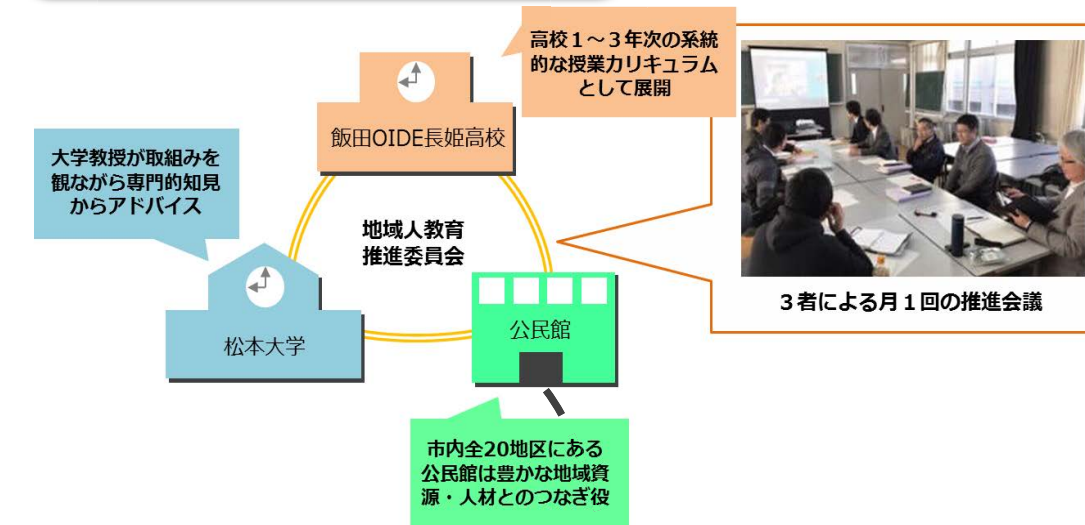 高校１～３年次の系統
的な授業カリキュラム
として展開
飯田OIDE長姫高校
大学教授が取組みを
観ながら専門的知見
からアドバイス
地域人教育
推進委員会
松本大学
公民館
３者による月１回の推進会議
市内全20地区にある
公民館は豊かな地域資
源・人材とのつなぎ役